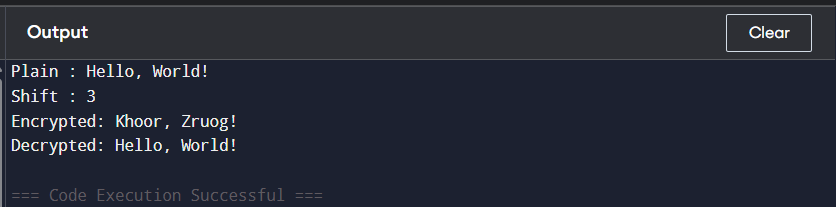 Output
Clear
Plain : Hello, World!
Shift : 3
Encrypted: Khoor, Zruog!
Decrypted: Hello, World!
=== Code Execution Successful ===